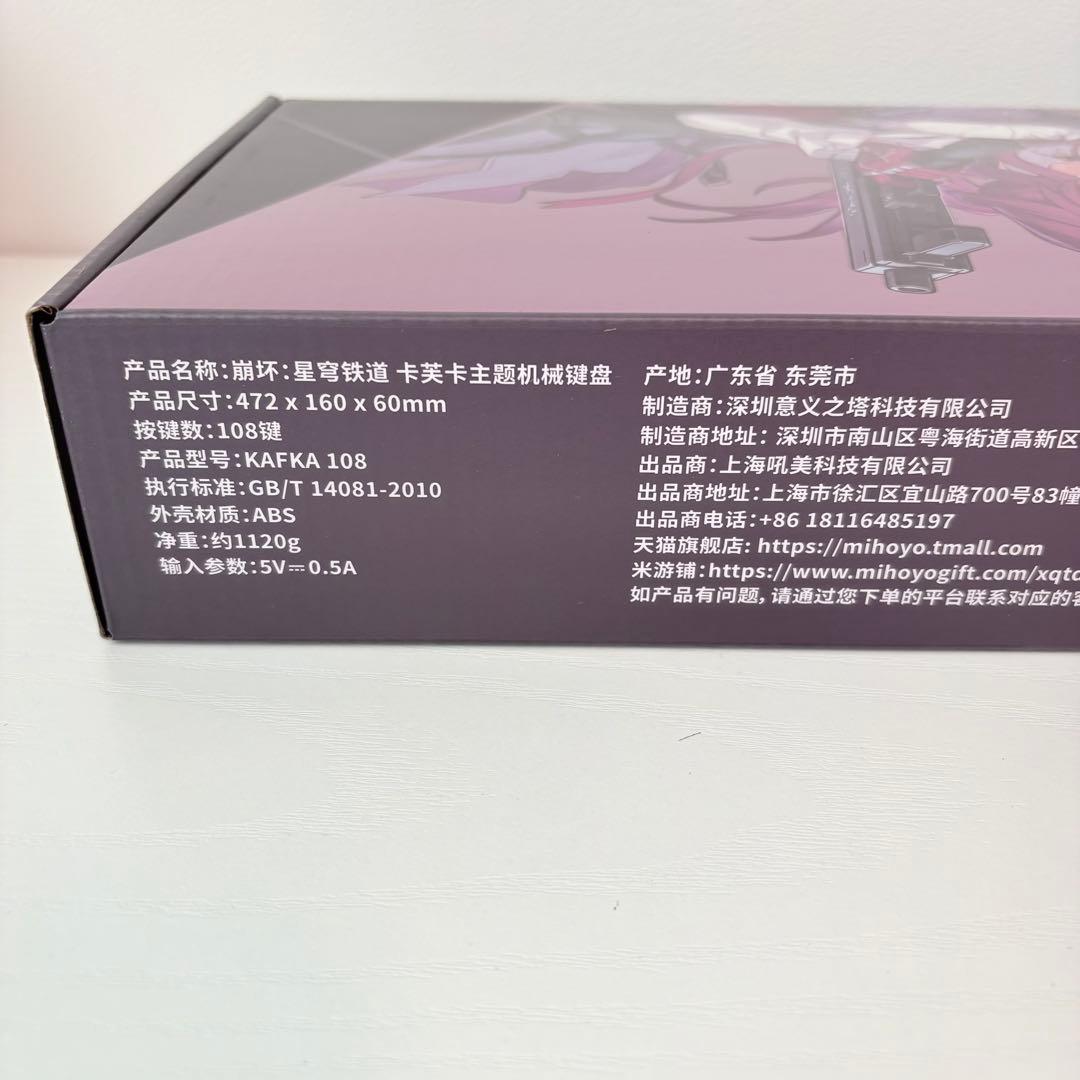 产品名称:崩坏:星穹铁道 卡芙卡主题机械键盘
产品尺寸:472 x 160 x 60mm
按键数:108键
产品型号:KAFKA 108
执行标准:GB/T 14081-2010
外壳材质:ABS
净重:约1120g
输入参数:5V⎓0.5A
产地:广东省 东莞市
制造商:深圳意义之塔科技有限公司
制造商地址: 深圳市南山区粤海街道高新区
出品商:上海吼美科技有限公司
出品商地址:上海市徐汇区宜山路700号83幢
出品商电话:+86 18116485197
天猫旗舰店: https://mihoyo.tmall.com
米游铺:https://www.mihoyogift.com/xqtd
如产品有问题, 请通过您下单的平台联系对应的客